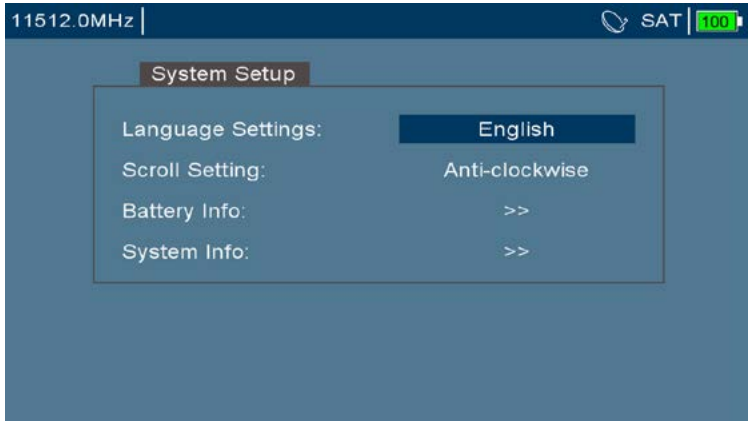 11512.0MHz SAT 100
System Setup
Language Settings: English
Scroll Setting: Anti-clockwise
Battery Info: >>
System Info: >>